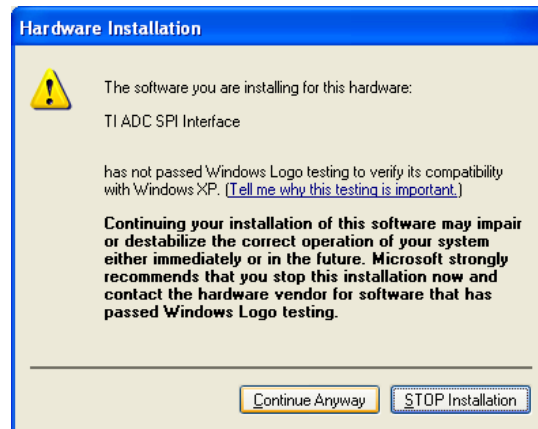 Hardware Installation
The software you are installing for this hardware:
TI ADC SPI Interface
has not passed Windows Logo testing to verify its compatibility
with Windows XP. (Tell me why this testing is important.)
Continuing your installation of this software may impair
or destabilize the correct operation of your system
either immediately or in the future. Microsoft strongly
recommends that you stop this installation now and
contact the hardware vendor for software that has
passed Windows Logo testing.
Continue Anyway
STOP Installation